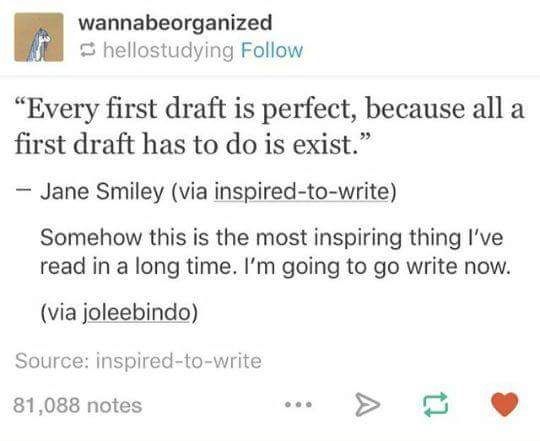 wannabeorganized
hellostudying Follow
“Every first draft is perfect, because all a
first draft has to do is exist.”
— Jane Smiley (via inspired-to-write)
Somehow this is the most inspiring thing I’ve
read in a long time. I’m going to go write now.
(via joleebindo)
Source: inspired-to-write
81,088 notes